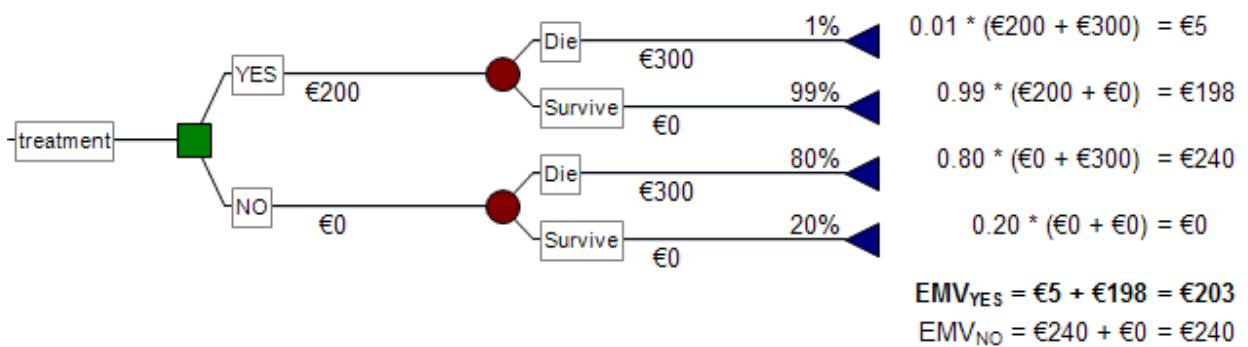 Die 1% 0.01 * (€200 + €300) = €5
€300
YES
€200
Survive 99% 0.99 * (€200 + €0) = €198
€0
treatment
Die 80% 0.80 * (€0 + €300) = €240
€300
NO
€0
Survive 20% 0.20 * (€0 + €0) = €0
€0
EMVYES = €5 + €198 = €203
EMVNO = €240 + €0 = €240